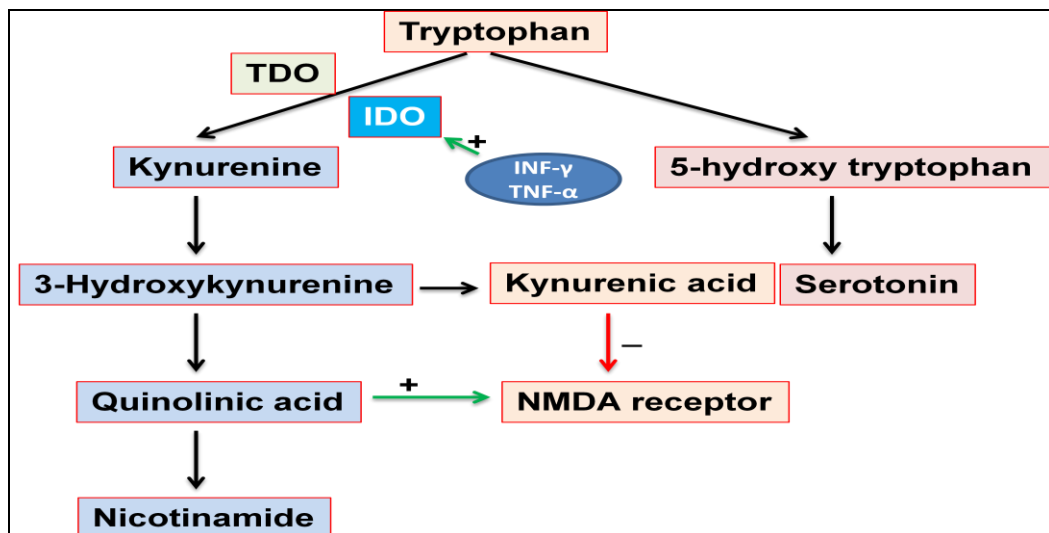 Tryptophan
TDO
IDO
+
INF-γ
TNF-α
Kynurenine
5-hydroxy tryptophan
3-Hydroxykynurenine
Kynurenic acid
Serotonin
–
Quinolinic acid
+
NMDA receptor
Nicotinamide